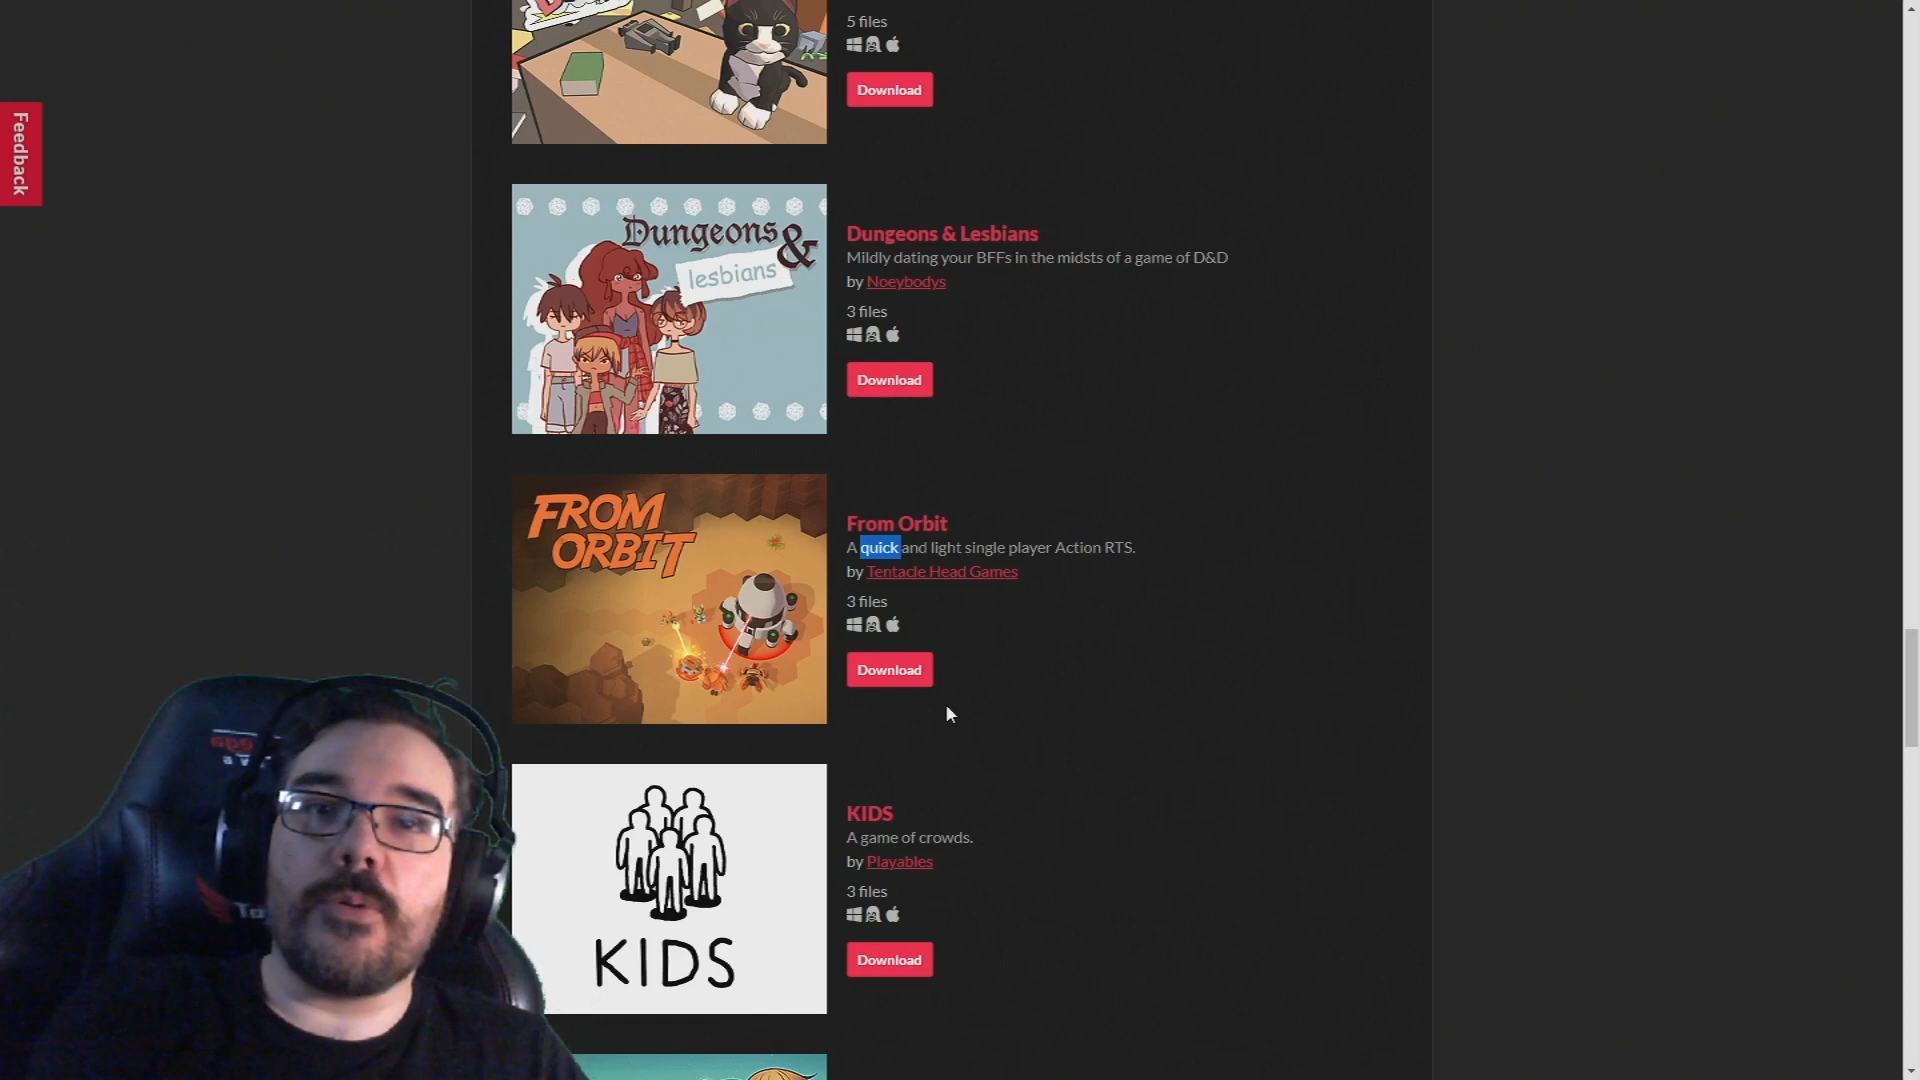 5 files
Download
Feedback
Dungeons &
lesbians
Dungeons & Lesbians
Mildly dating your BFFs in the midsts of a game of D&D
by Noeybodys
3 files
Download
FROM
ORBIT
From Orbit
A quick and light single player Action RTS.
by Tentacle Head Games
3 files
Download
KIDS
KIDS
A game of crowds.
by Playables
3 files
Download